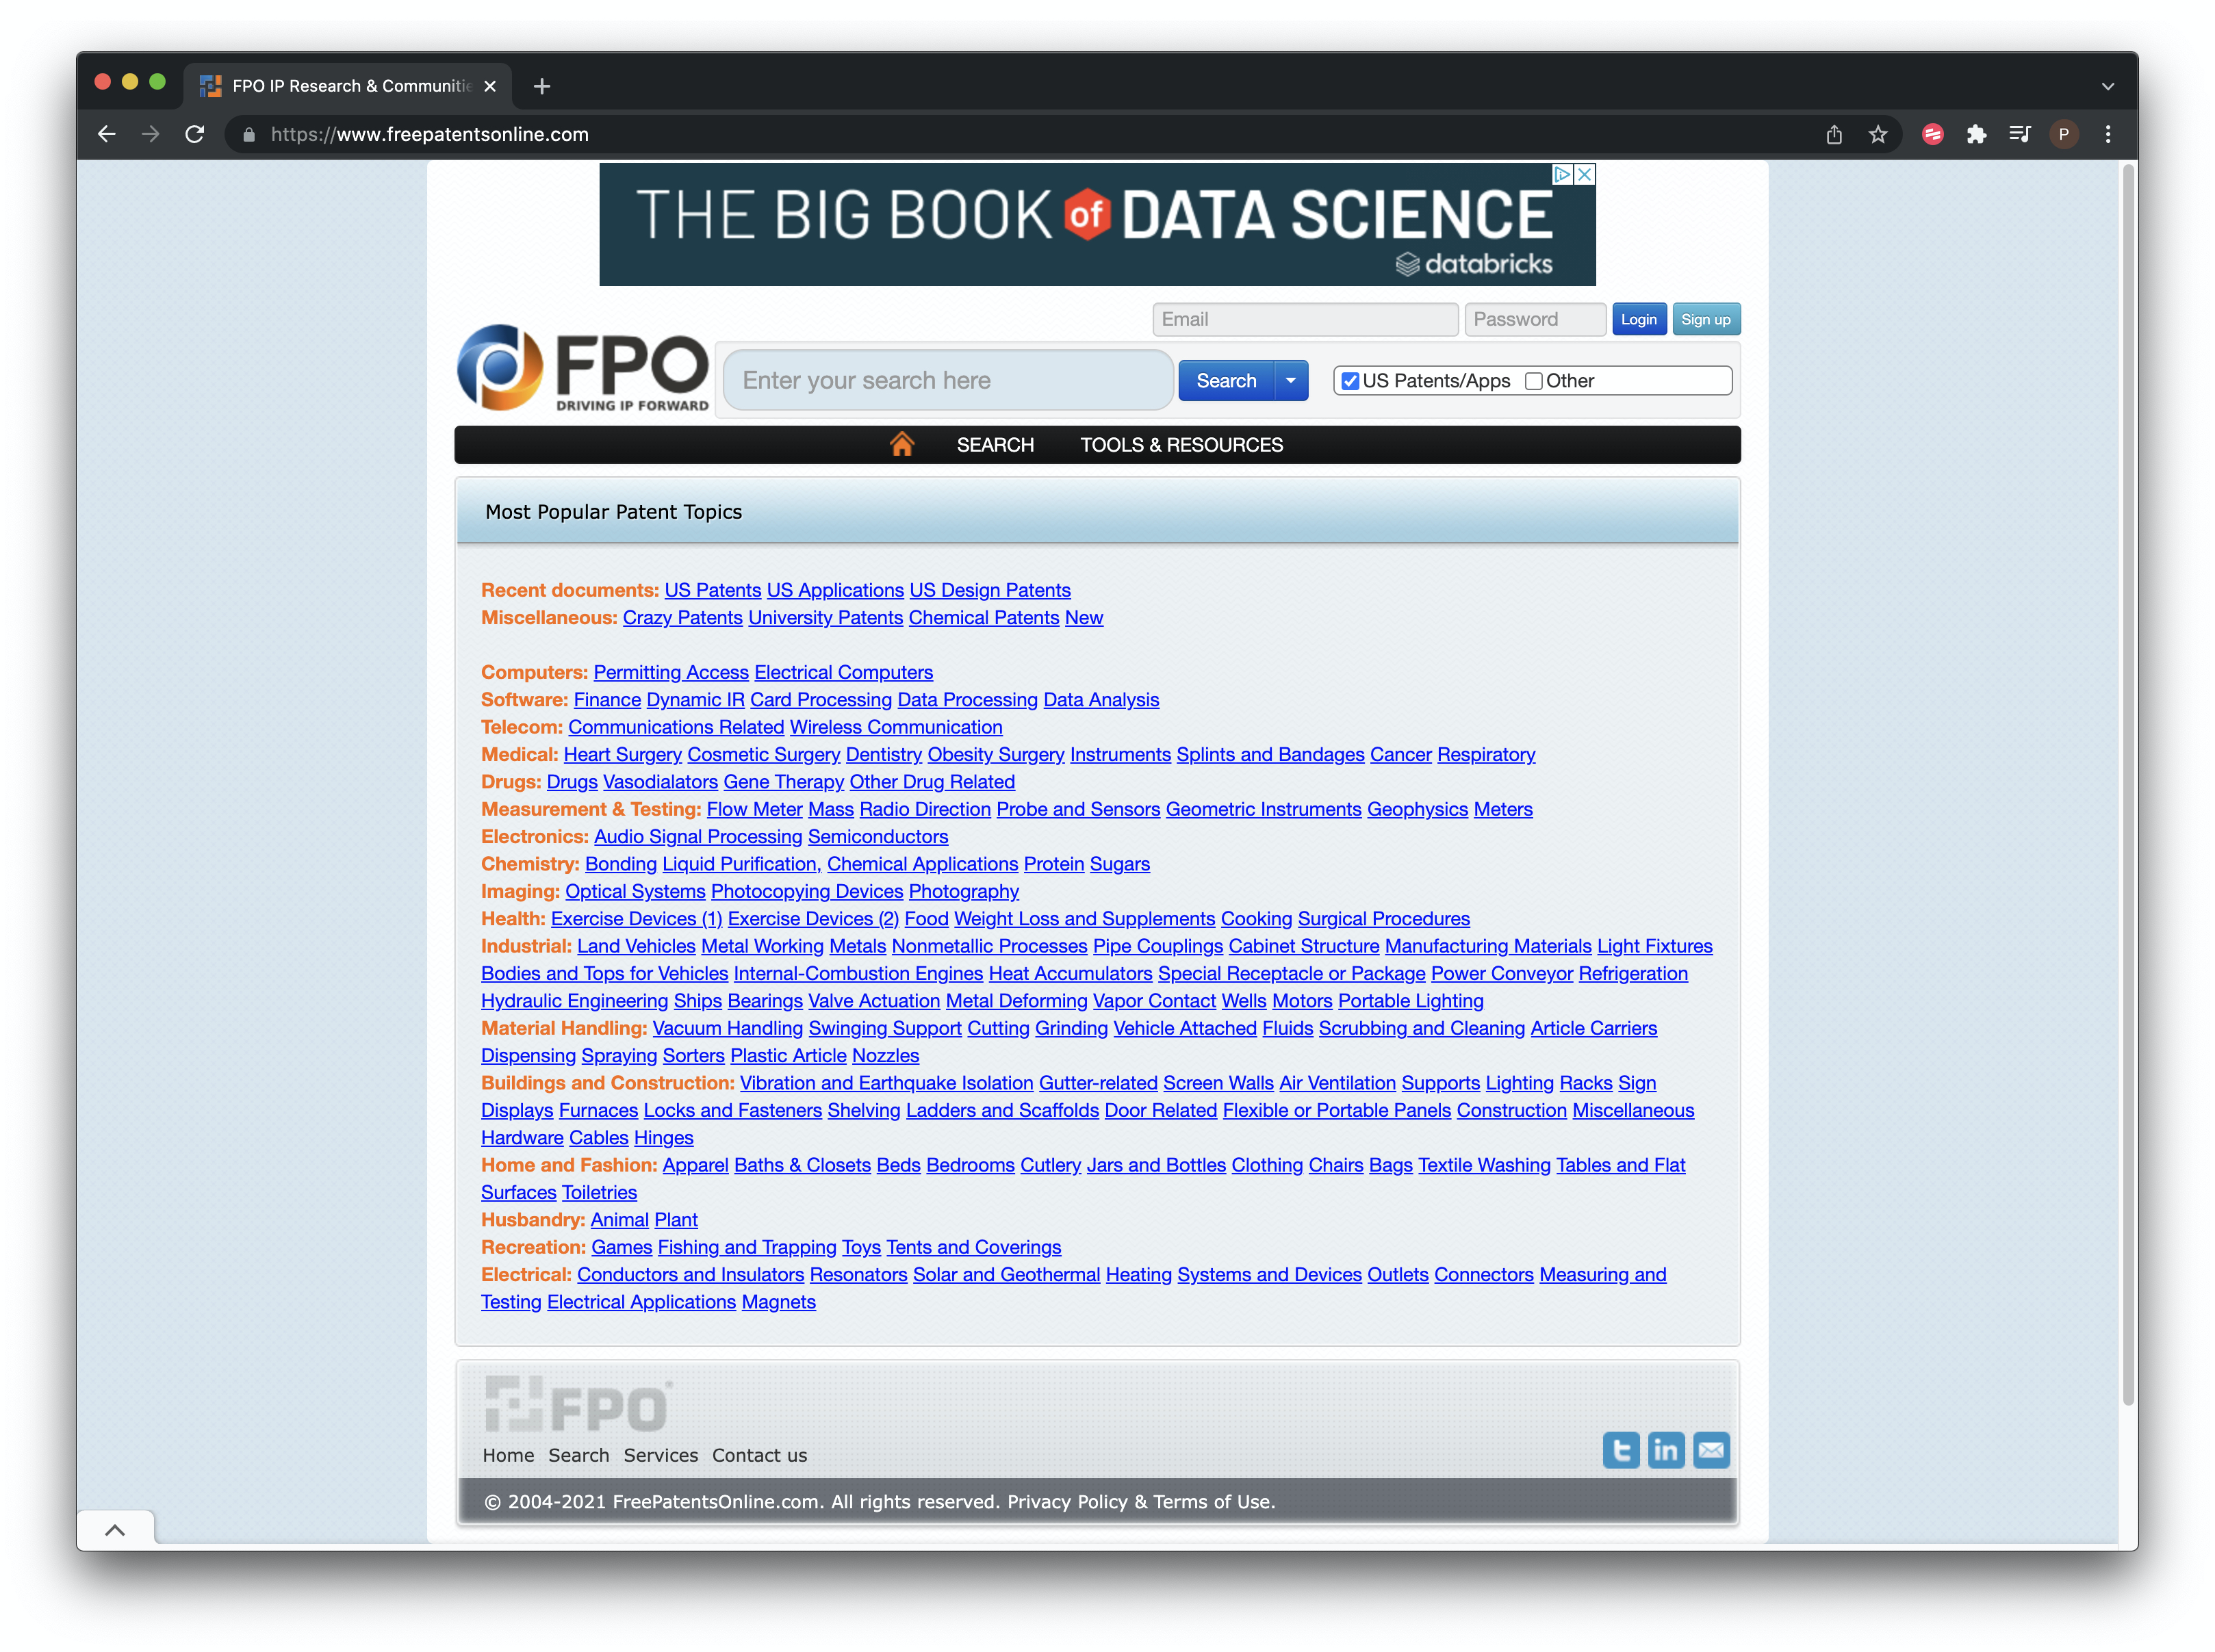 FPO IP Research & Communitie
https://www.freepatentsonline.com
P
THE BIG BOOK of DATA SCIENCE
databricks
Email Password Login Sign up
FPO
DRIVING IP FORWARD
Enter your search here Search US Patents/Apps Other
SEARCH TOOLS & RESOURCES
Most Popular Patent Topics
Recent documents: US Patents US Applications US Design Patents
Miscellaneous: Crazy Patents University Patents Chemical Patents New
Computers: Permitting Access Electrical Computers
Software: Finance Dynamic IR Card Processing Data Processing Data Analysis
Telecom: Communications Related Wireless Communication
Medical: Heart Surgery Cosmetic Surgery Dentistry Obesity Surgery Instruments Splints and Bandages Cancer Respiratory
Drugs: Drugs Vasodialators Gene Therapy Other Drug Related
Measurement & Testing: Flow Meter Mass Radio Direction Probe and Sensors Geometric Instruments Geophysics Meters
Electronics: Audio Signal Processing Semiconductors
Chemistry: Bonding Liquid Purification, Chemical Applications Protein Sugars
Imaging: Optical Systems Photocopying Devices Photography
Health: Exercise Devices (1) Exercise Devices (2) Food Weight Loss and Supplements Cooking Surgical Procedures
Industrial: Land Vehicles Metal Working Metals Nonmetallic Processes Pipe Couplings Cabinet Structure Manufacturing Materials Light Fixtures
Bodies and Tops for Vehicles Internal-Combustion Engines Heat Accumulators Special Receptacle or Package Power Conveyor Refrigeration
Hydraulic Engineering Ships Bearings Valve Actuation Metal Deforming Vapor Contact Wells Motors Portable Lighting
Material Handling: Vacuum Handling Swinging Support Cutting Grinding Vehicle Attached Fluids Scrubbing and Cleaning Article Carriers
Dispensing Spraying Sorters Plastic Article Nozzles
Buildings and Construction: Vibration and Earthquake Isolation Gutter-related Screen Walls Air Ventilation Supports Lighting Racks Sign
Displays Furnaces Locks and Fasteners Shelving Ladders and Scaffolds Door Related Flexible or Portable Panels Construction Miscellaneous
Hardware Cables Hinges
Home and Fashion: Apparel Baths & Closets Beds Bedrooms Cutlery Jars and Bottles Clothing Chairs Bags Textile Washing Tables and Flat
Surfaces Toiletries
Husbandry: Animal Plant
Recreation: Games Fishing and Trapping Toys Tents and Coverings
Electrical: Conductors and Insulators Resonators Solar and Geothermal Heating Systems and Devices Outlets Connectors Measuring and
Testing Electrical Applications Magnets
FPO
Home Search Services Contact us
© 2004-2021 FreePatentsOnline.com. All rights reserved. Privacy Policy & Terms of Use.